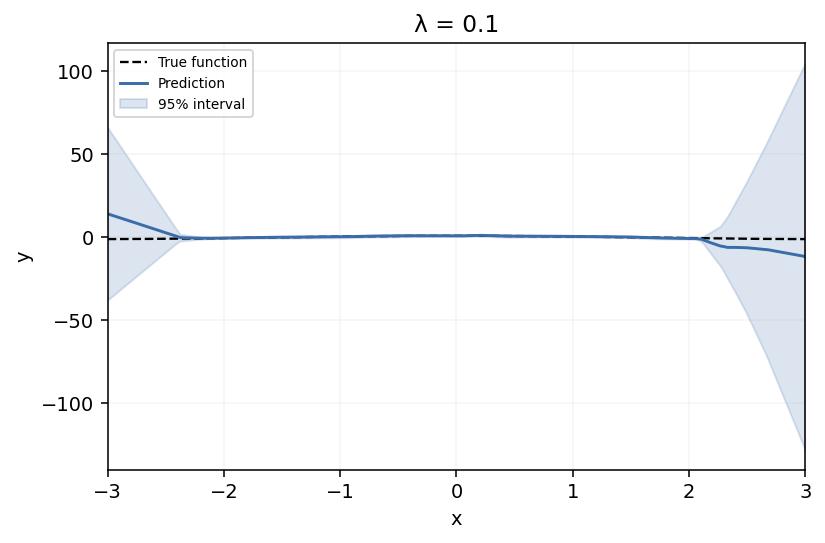 λ = 0.1
True function
Prediction
95% interval
y
100
50
0
−50
−100
−3 −2 −1 0 1 2 3
x